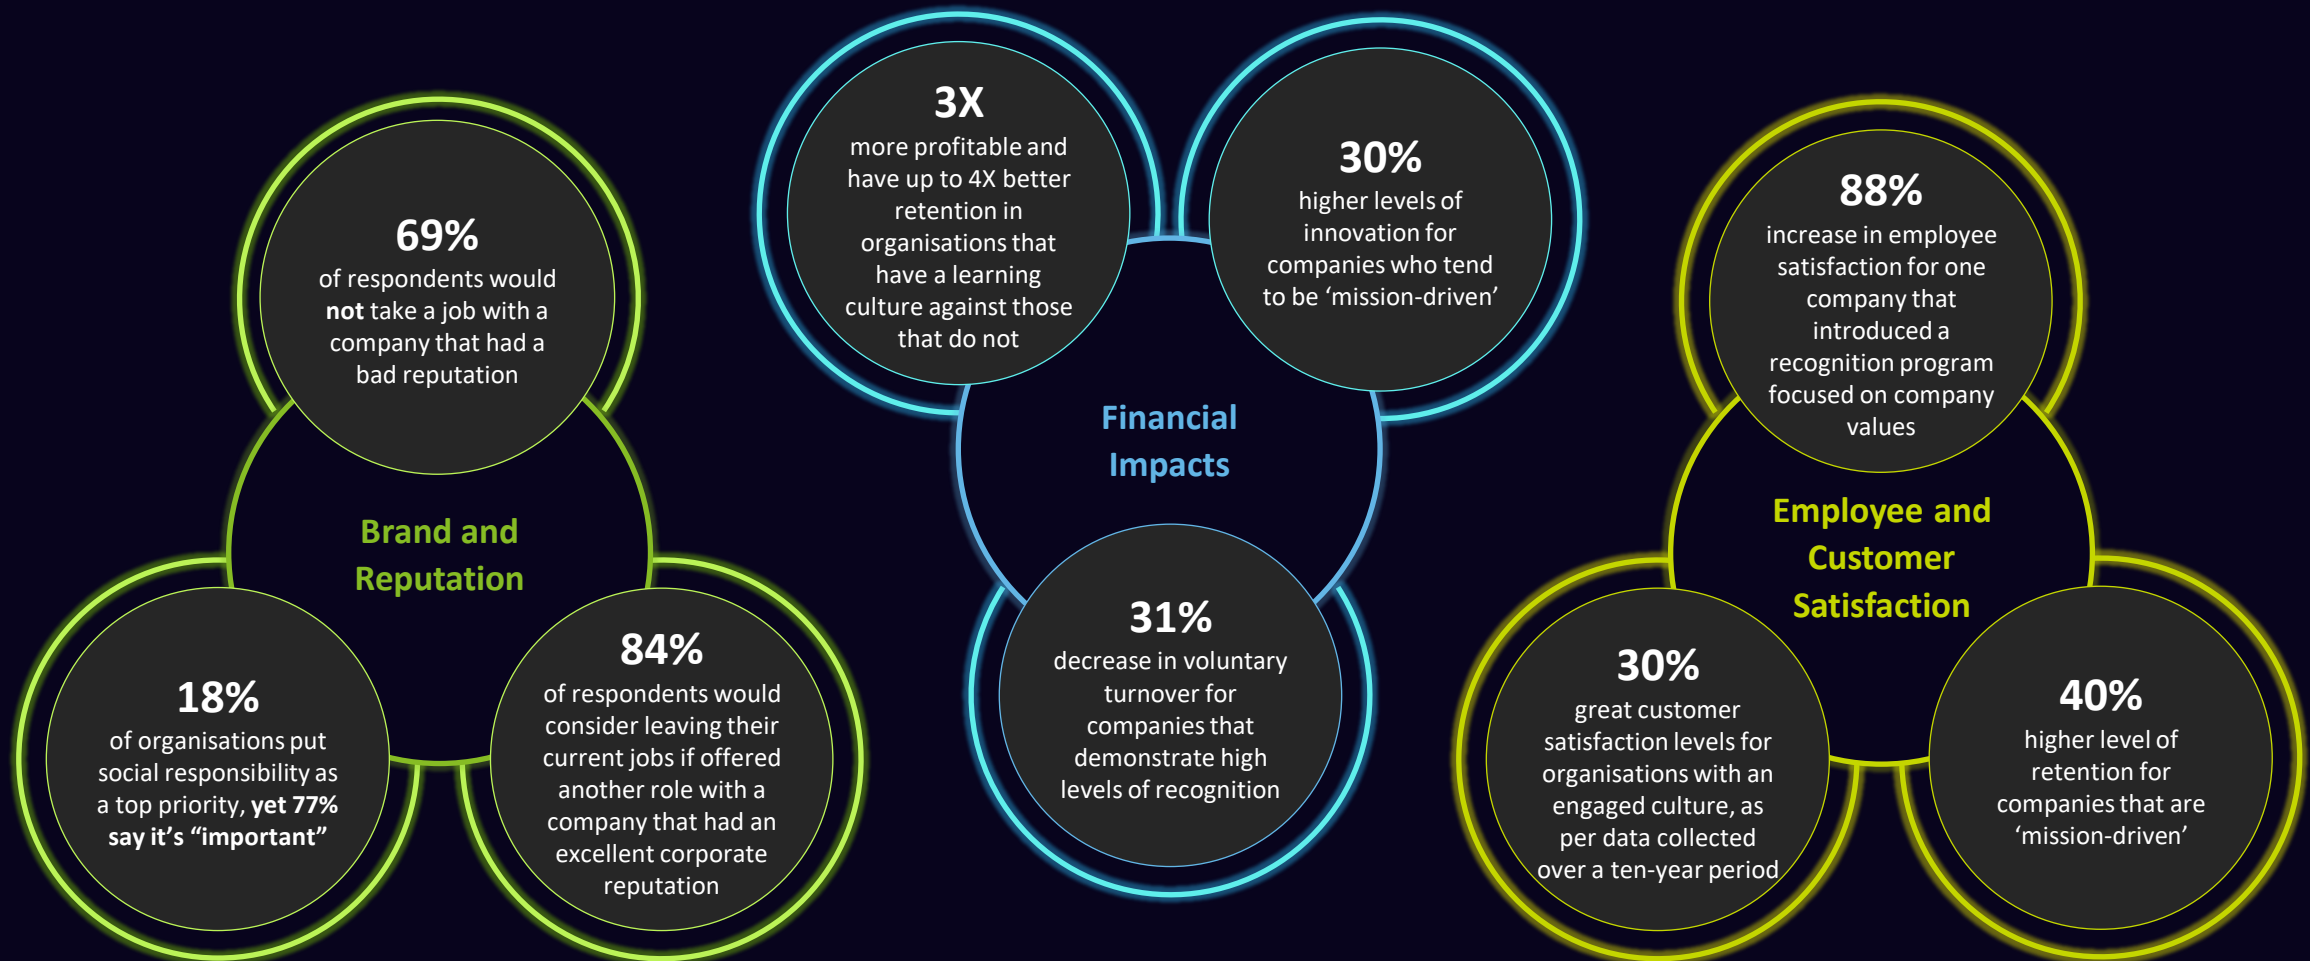 69%
of respondents would
not take a job with a
company that had a
bad reputation
Brand and
Reputation
18%
of organisations put
social responsibility as
a top priority, yet 77%
say it’s “important”
84%
of respondents would
consider leaving their
current jobs if offered
another role with a
company that had an
excellent corporate
reputation
3X
more profitable and
have up to 4X better
retention in
organisations that
have a learning
culture against those
that do not
30%
higher levels of
innovation for
companies who tend
to be ‘mission-driven’
Financial
Impacts
31%
decrease in voluntary
turnover for
companies that
demonstrate high
levels of recognition
88%
increase in employee
satisfaction for one
company that
introduced a
recognition program
focused on company
values
Employee and
Customer
Satisfaction
30%
great customer
satisfaction levels for
organisations with an
engaged culture, as
per data collected
over a ten-year period
40%
higher level of
retention for
companies that are
‘mission-driven’